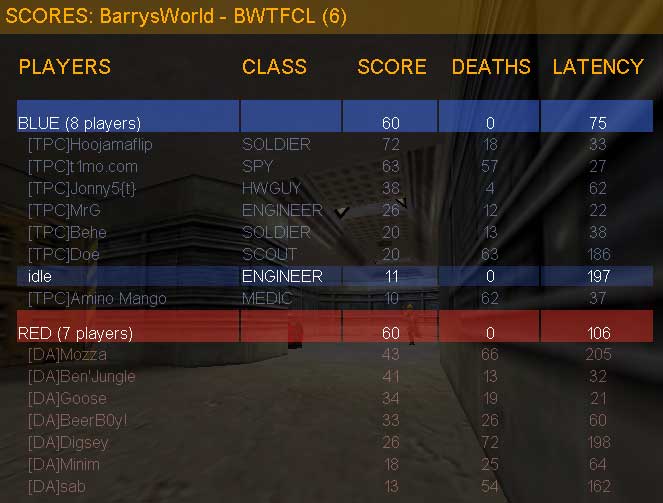 SCORES: BarrysWorld - BWTFCL (6)
PLAYERS CLASS SCORE DEATHS LATENCY
BLUE (8 players) 60 0 75
[TPC]Hoojamaflip SOLDIER 72 18 33
[TPC]t1mo.com SPY 63 57 27
[TPC]Jonny5{t} HWGUY 38 4 62
[TPC]MrG ENGINEER 26 12 22
[TPC]Behe SOLDIER 20 13 38
[TPC]Doe SCOUT 20 63 186
idle ENGINEER 11 0 197
[TPC]Amino Mango MEDIC 10 62 37
RED (7 players) 60 0 106
[DA]Mozza 43 66 205
[DA]Ben'Jungle 41 13 32
[DA]Goose 34 19 21
[DA]BeerB0y! 33 26 60
[DA]Digsey 26 72 198
[DA]Minim 18 25 64
[DA]sab 13 54 162